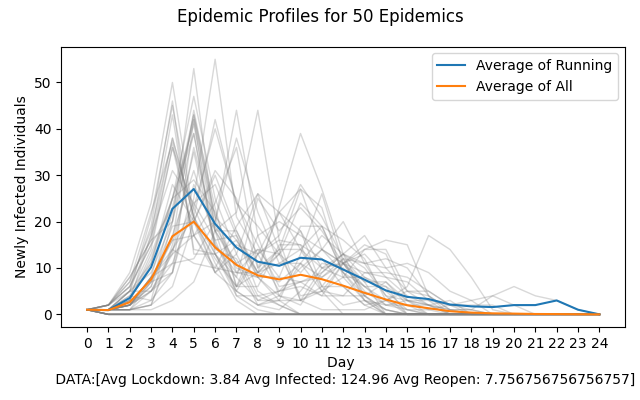 Epidemic Profiles for 50 Epidemics
Average of Running
Average of All
Newly Infected Individuals
50
40
30
20
10
0
0 1 2 3 4 5 6 7 8 9 10 11 12 13 14 15 16 17 18 19 20 21 22 23 24
Day
DATA:[Avg Lockdown: 3.84 Avg Infected: 124.96 Avg Reopen: 7.756756756756757]